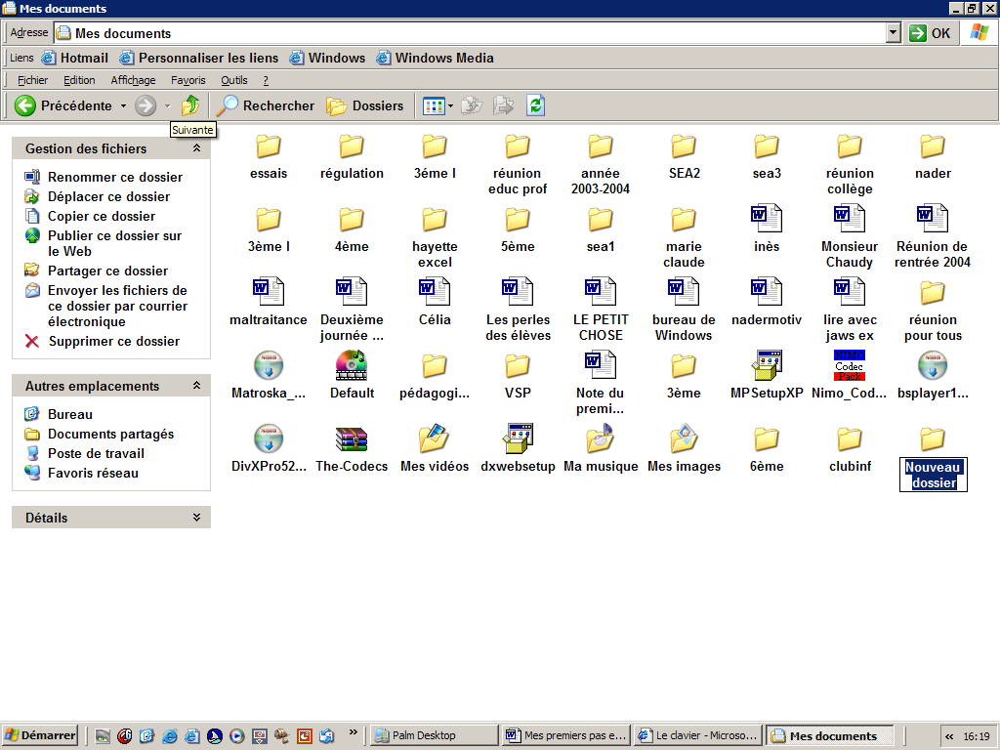 Mes documents
Adresse Mes documents OK
Liens Hotmail Personnaliser les liens Windows Windows Media
Fichier Edition Affichage Favoris Outils ?
Précédente Rechercher Dossiers
Suivante
Gestion des fichiers
Renommer ce dossier
Déplacer ce dossier
Copier ce dossier
Publier ce dossier sur
le Web
Partager ce dossier
Envoyer les fichiers de
ce dossier par courrier
électronique
Supprimer ce dossier
Autres emplacements
Bureau
Documents partagés
Poste de travail
Favoris réseau
Détails
essais régulation 3éme I réunion année SEA2 sea3 réunion nader
educ prof 2003-2004 collège
3ème I 4ème hayette 5ème sea1 marie inès Monsieur Réunion de
excel claude Chaudy rentrée 2004
maltraitance Deuxième Célia Les perles LE PETIT bureau de nadermotiv lire avec réunion
journée ... des élèves CHOSE Windows jaws ex pour tous
NIMO
Codec
Pack
Matroska_... Default pédagogi... VSP Note du 3ème MPSetupXP Nimo_Cod... bsplayer1...
premi...
DivXPro52... The-Codecs Mes vidéos dxwebsetup Ma musique Mes images 6ème clubinf Nouveau
dossier
Démarrer » Palm Desktop Mes premiers pas e... Le clavier - Microso... Mes documents « 16:19